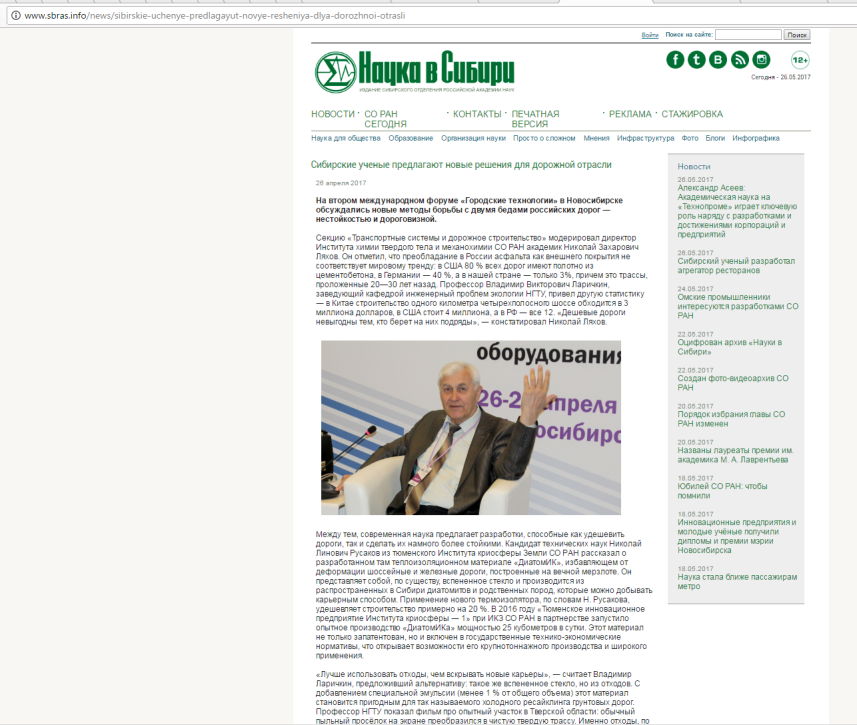 www.sbras.info/news/sibirskie-uchenye-predlagayut-novye-resheniya-dlya-dorozhnoi-otrasli
Войти Поиск на сайте: Поиск
Наука в Сибири
ИЗДАНИЕ СИБИРСКОГО ОТДЕЛЕНИЯ РОССИЙСКОЙ АКАДЕМИИ НАУК
f t B 12+
Сегодня - 26.05.2017
НОВОСТИ · СО РАН СЕГОДНЯ · КОНТАКТЫ · ПЕЧАТНАЯ ВЕРСИЯ · РЕКЛАМА · СТАЖИРОВКА
Наука для общества Образование Организация науки Просто о сложном Мнения Инфраструктура Фото Блоги Инфографика
Сибирские ученые предлагают новые решения для дорожной отрасли
26 апреля 2017
На втором международном форуме «Городские технологии» в Новосибирске
обсуждались новые методы борьбы с двумя бедами российских дорог —
нестойкостью и дороговизной.
Секцию «Транспортные системы и дорожное строительство» модерировал директор
Института химии твердого тела и механохимии СО РАН академик Николай Захарович
Ляхов. Он отметил, что преобладание в России асфальта как внешнего покрытия не
соответствует мировому тренду: в США 80 % всех дорог имеют полотно из
цементобетона, в Германии — 40 %, а в нашей стране — только 3%, причем это трассы,
проложенные 20—30 лет назад. Профессор Владимир Викторович Ларичкин,
заведующий кафедрой инженерный проблем экологии НГТУ, привел другую статистику
— в Китае строительство одного километра четырехполосного шоссе обходится в 3
миллиона долларов, в США стоит 4 миллиона, а в РФ — все 12. «Дешевые дороги
невыгодны тем, кто берет на них подряды», — констатировал Николай Ляхов.
оборудования
26-2 апреля
осибирс
Между тем, современная наука предлагает разработки, способные как удешевить
дороги, так и сделать их намного более стойкими. Кандидат технических наук Николай
Линович Русаков из тюменского Института криосферы Земли СО РАН рассказал о
разработанном там теплоизоляционном материале «ДиатомИК», избавляющем от
деформации шоссейные и железные дороги, построенные на вечной мерзлоте. Он
представляет собой, по существу, вспененное стекло и производится из
распространенных в Сибири диатомитов и родственных пород, которые можно добывать
карьерным способом. Применение нового термоизолятора, по словам Н. Русакова,
удешевляет строительство примерно на 20 %. В 2016 году «Тюменское инновационное
предприятие Института криосферы — 1» при ИКЗ СО РАН в партнерстве запустило
опытное производство «ДиатомИКа» мощностью 25 кубометров в сутки. Этот материал
не только запатентован, но и включен в государственные технико-экономические
нормативы, что открывает возможности его крупнотоннажного производства и широкого
применения.
«Лучше использовать отходы, чем вскрывать новые карьеры», — считает Владимир
Ларичкин, предложивший альтернативу: такое же вспененное стекло, но из отходов. С
добавлением специальной эмульсии (менее 1 % от общего объема) этот материал
становится пригодным для так называемого холодного ресайклинга грунтовых дорог.
Профессор НГТУ показал фильм про опытный участок в Тверской области: обычный
пыльный просёлок на экране преобразился в чистую твердую трассу. Именно отходы, по
Новости
26.05.2017
Александр Асеев:
Академическая наука на
«Технопроме» играет ключевую
роль наряду с разработками и
достижениями корпораций и
предприятий
26.05.2017
Сибирский ученый разработал
агрегатор ресторанов
24.05.2017
Омские промышленники
интересуются разработками СО
РАН
22.05.2017
Оцифрован архив «Науки в
Сибири»
22.05.2017
Создан фото-видеоархив СО
РАН
20.05.2017
Порядок избрания главы СО
РАН изменен
20.05.2017
Названы лауреаты премии им.
академика М. А. Лаврентьева
18.05.2017
Юбилей СО РАН: чтобы
помнили
18.05.2017
Инновационные предприятия и
молодые учёные получили
дипломы и премии мэрии
Новосибирска
18.05.2017
Наука стала ближе пассажирам
метро